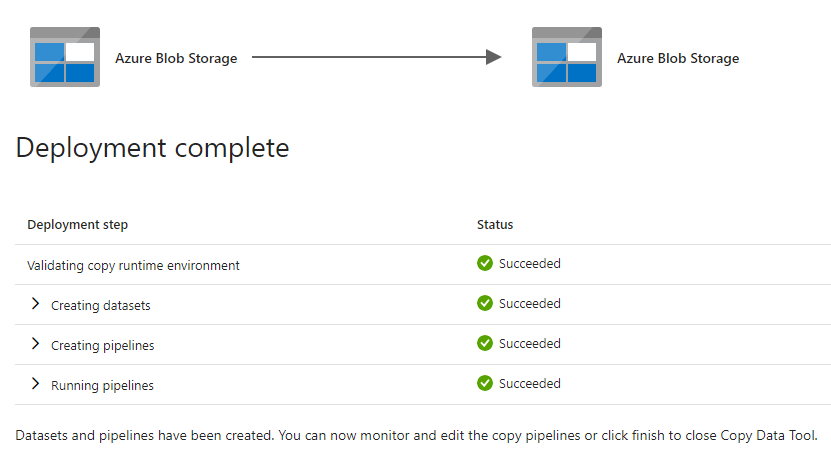 Azure Blob Storage
Azure Blob Storage
Deployment complete
Deployment step Status
Validating copy runtime environment Succeeded
Creating datasets Succeeded
Creating pipelines Succeeded
Running pipelines Succeeded
Datasets and pipelines have been created. You can now monitor and edit the copy pipelines or click finish to close Copy Data Tool.